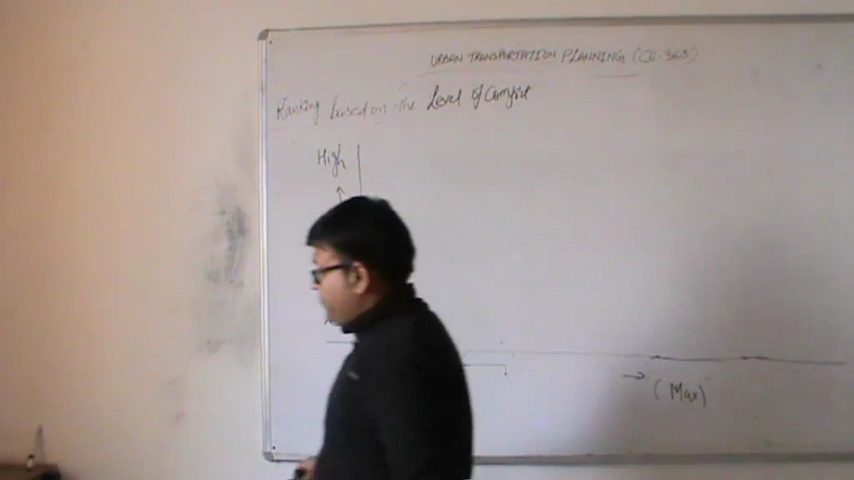 URBAN TRANSPORTATION PLANNING (CE-363)
Ranking based on the Level of Comfort
High
(Max)